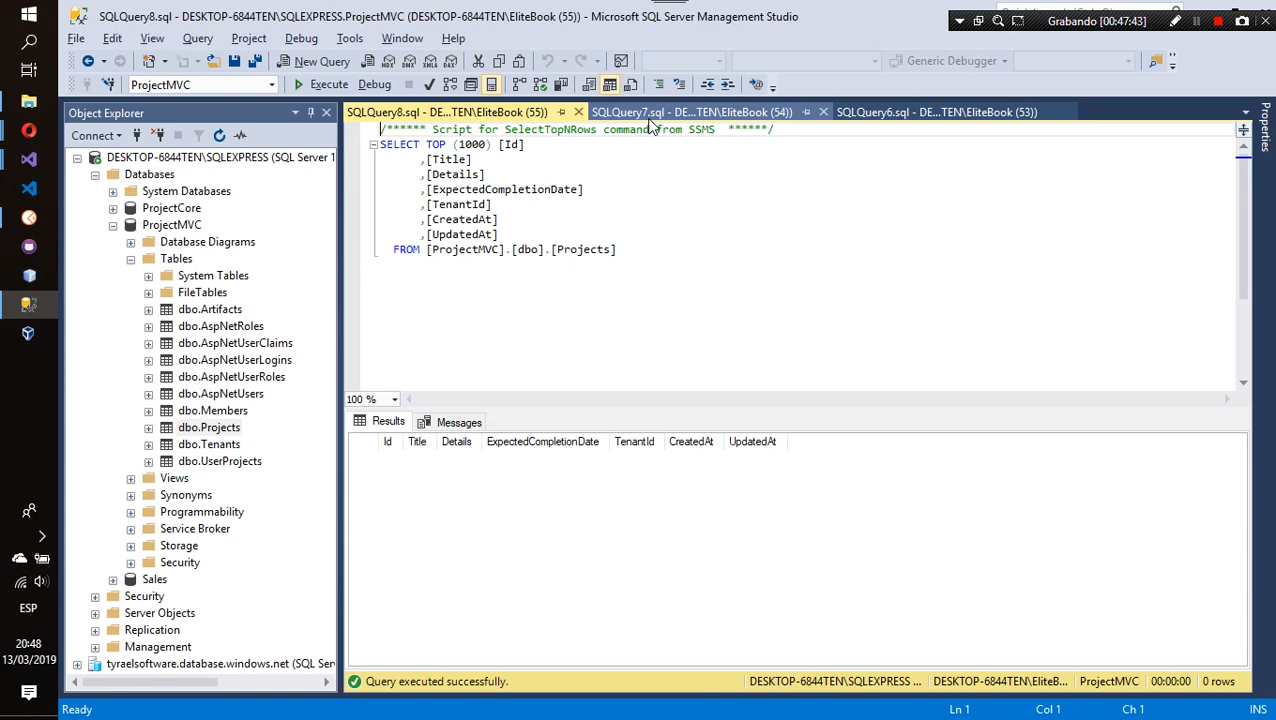 SQLQuery8.sql - DESKTOP-6844TEN\SQLEXPRESS.ProjectMVC (DESKTOP-6844TEN\EliteBook (55)) - Microsoft SQL Server Management Studio
Grabando [00:47:43]
File Edit View Query Project Debug Tools Window Help
New Query
Generic Debugger
ProjectMVC
Execute Debug
Object Explorer
SQLQuery8.sql - DE...TEN\EliteBook (55))
SQLQuery7.sql - DE...TEN\EliteBook (54))
SQLQuery6.sql - DE...TEN\EliteBook (53))
Properties
Connect
DESKTOP-6844TEN\SQLEXPRESS (SQL Server 1
Databases
System Databases
ProjectCore
ProjectMVC
Database Diagrams
Tables
System Tables
FileTables
dbo.Artifacts
dbo.AspNetRoles
dbo.AspNetUserClaims
dbo.AspNetUserLogins
dbo.AspNetUserRoles
dbo.AspNetUsers
dbo.Members
dbo.Projects
dbo.Tenants
dbo.UserProjects
Views
Synonyms
Programmability
Service Broker
Storage
Security
Sales
Security
Server Objects
Replication
Management
tyraelsoftware.database.windows.net (SQL Ser
/****** Script for SelectTopNRows command from SSMS ******/
SELECT TOP (1000) [Id]
,[Title]
,[Details]
,[ExpectedCompletionDate]
,[TenantId]
,[CreatedAt]
,[UpdatedAt]
FROM [ProjectMVC].[dbo].[Projects]
100 %
Results Messages
Id Title Details ExpectedCompletionDate TenantId CreatedAt UpdatedAt
Query executed successfully.
DESKTOP-6844TEN\SQLEXPRESS ... DESKTOP-6844TEN\EliteB... ProjectMVC 00:00:00 0 rows
Ready
Ln 1 Col 1 Ch 1 INS
ESP
20:48
13/03/2019